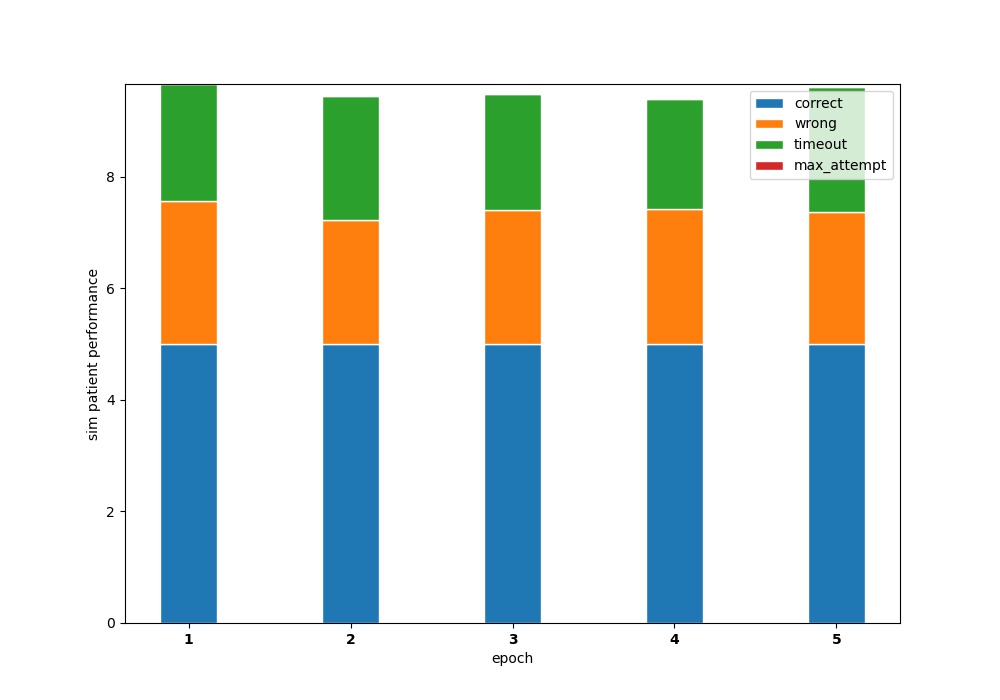 correct
wrong
timeout
max_attempt
8
6
4
2
0
sim patient performance
1 2 3 4 5
epoch